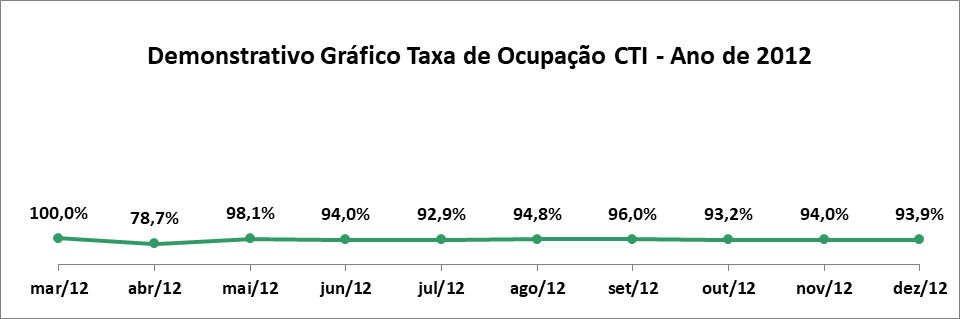 Demonstrativo Gráfico Taxa de Ocupação CTI - Ano de 2012
100,0% 78,7% 98,1% 94,0% 92,9% 94,8% 96,0% 93,2% 94,0% 93,9%
mar/12 abr/12 mai/12 jun/12 jul/12 ago/12 set/12 out/12 nov/12 dez/12